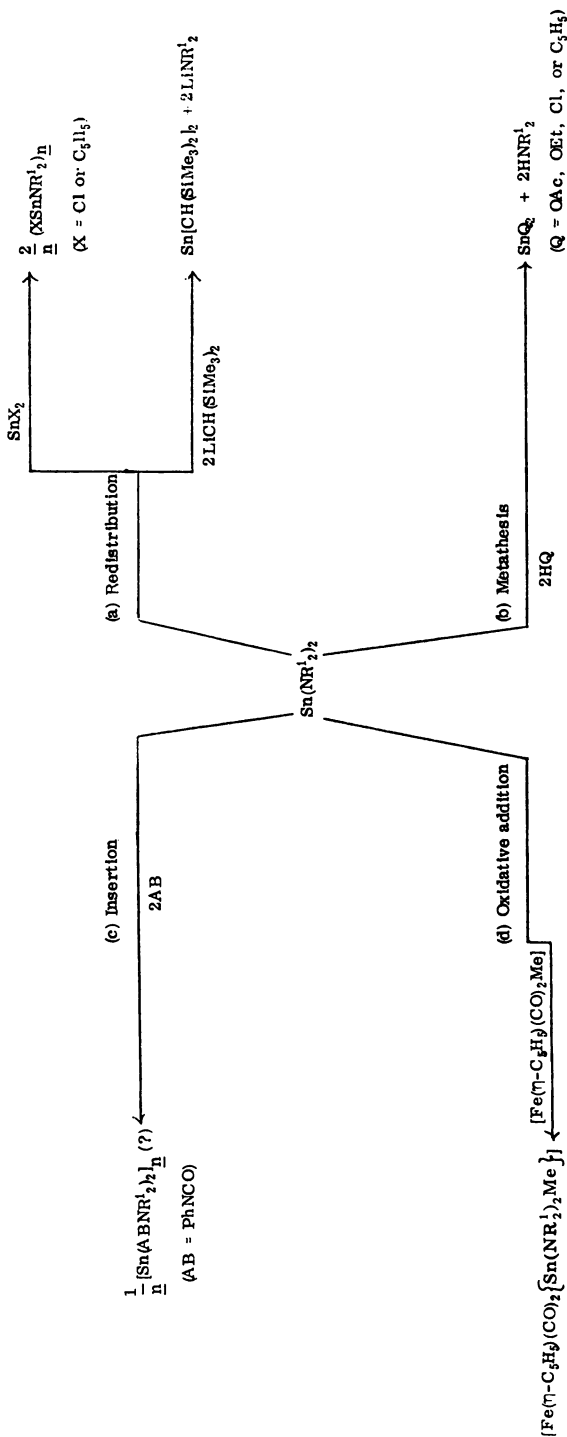 SnX₂
2/n (XSnNR¹₂)n
(X = Cl or C₅H₅)
(a) Redistribution
2LiCH(SiMe₃)₂
Sn[CH(SiMe₃)₂]₂ + 2LiNR¹₂
Sn(NR¹₂)₂
(b) Metathesis
2HQ
SnQ₂ + 2HNR¹₂
(Q = OAc, OEt, Cl, or C₅H₅)
(c) Insertion
2AB
1/n [Sn(ABNR¹₂)₂]n (?)
(AB = PhNCO)
(d) Oxidative addition
[Fe(η-C₅H₅)(CO)₂Me]
[Fe(η-C₅H₅)(CO)₂{Sn(NR¹₂)₂Me}]